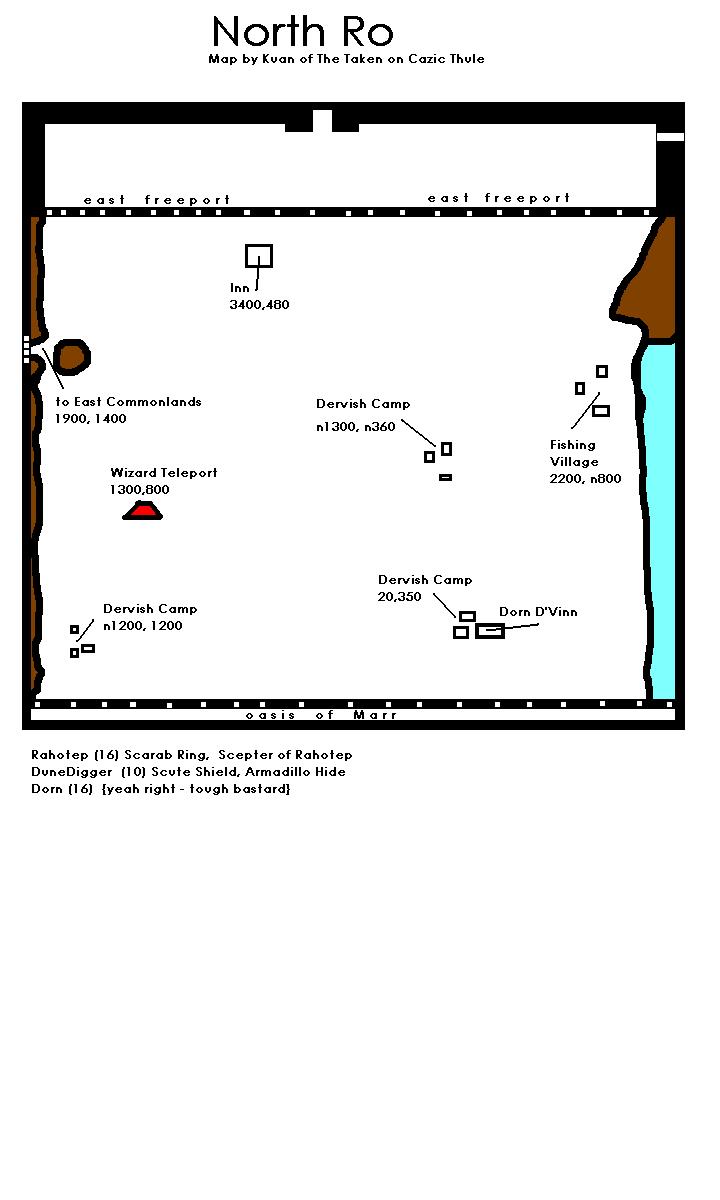 North Ro
Map by Kuan of The Taken on Cazic Thule
east freeport
east freeport
Inn
3400,480
to East Commonlands
1900, 1400
Dervish Camp
n1300, n360
Fishing
Village
2200, n800
Wizard Teleport
1300,800
Dervish Camp
20,350
Dorn D'Vinn
Dervish Camp
n1200, 1200
oasis of Marr
Rahotep (16) Scarab Ring, Scepter of Rahotep
DuneDigger (10) Scute Shield, Armadillo Hide
Dorn (16) {yeah right - tough bastard}